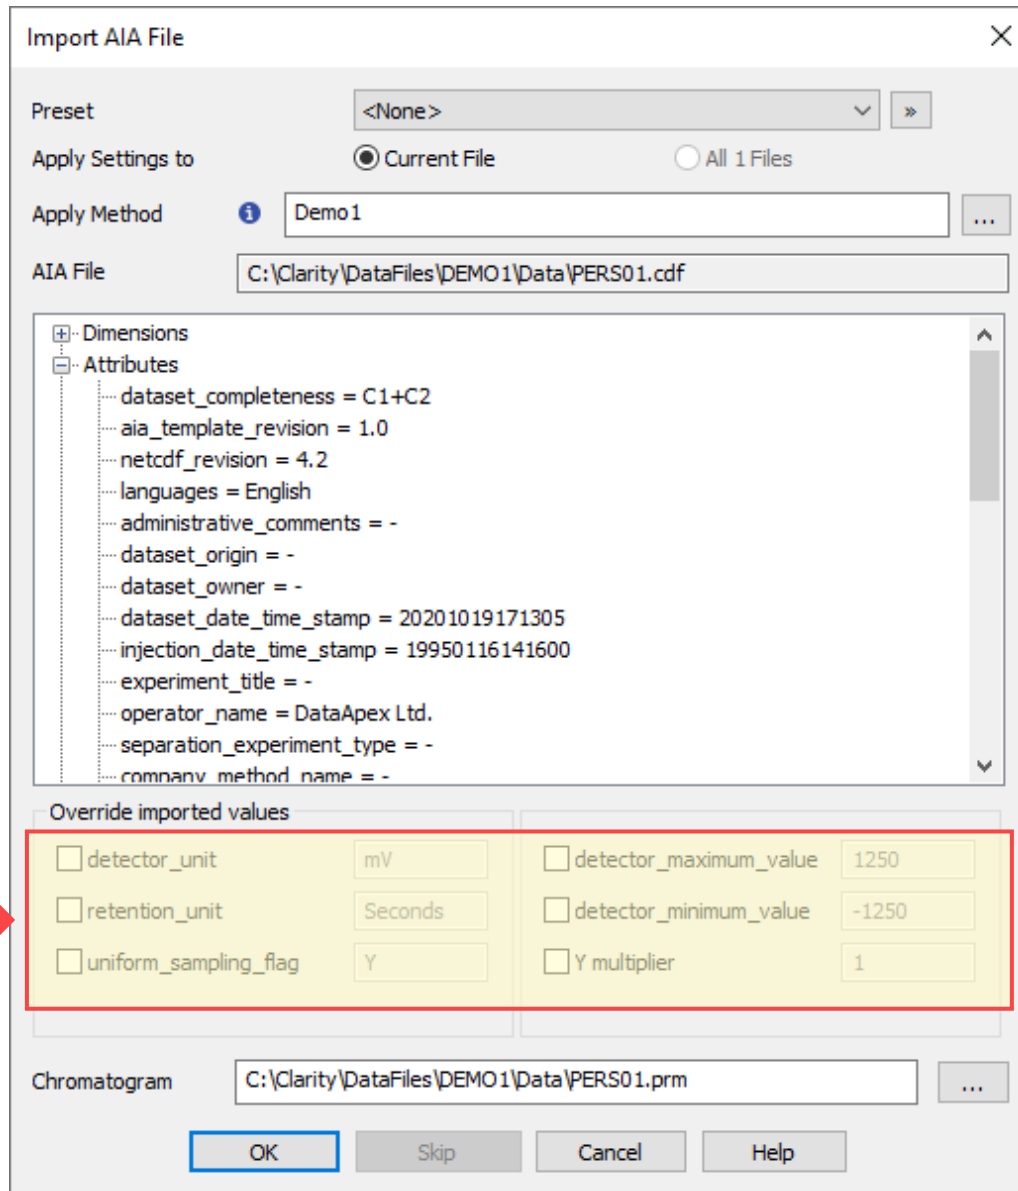 Import AIA File
Preset <None> »
Apply Settings to Current File All 1 Files
Apply Method Demo1 ...
AIA File C:\Clarity\DataFiles\DEMO1\Data\PERS01.cdf
Dimensions
Attributes
dataset_completeness = C1+C2
aia_template_revision = 1.0
netcdf_revision = 4.2
languages = English
administrative_comments = -
dataset_origin = -
dataset_owner = -
dataset_date_time_stamp = 20201019171305
injection_date_time_stamp = 19950116141600
experiment_title = -
operator_name = DataApex Ltd.
separation_experiment_type = -
company_method_name = -
Override imported values
detector_unit mV detector_maximum_value 1250
retention_unit Seconds detector_minimum_value -1250
uniform_sampling_flag Y Y multiplier 1
Chromatogram C:\Clarity\DataFiles\DEMO1\Data\PERS01.prm ...
OK Skip Cancel Help